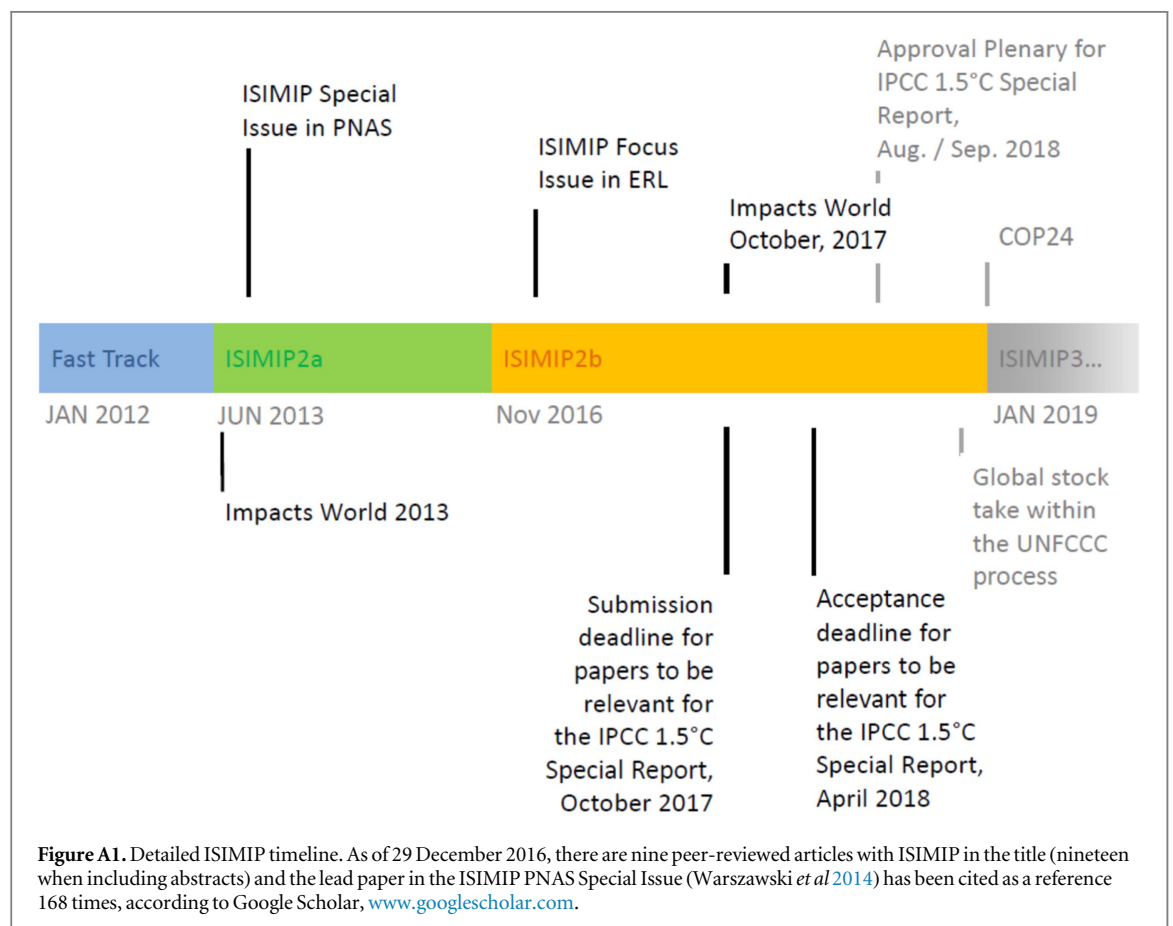 Approval Plenary for
IPCC 1.5°C Special
Report,
Aug. / Sep. 2018
ISIMIP Special
Issue in PNAS
ISIMIP Focus
Issue in ERL
Impacts World
October, 2017
COP24
Fast Track
ISIMIP2a
ISIMIP2b
ISIMIP3...
JAN 2012
JUN 2013
Nov 2016
JAN 2019
Impacts World 2013
Global stock
take within
the UNFCCC
process
Submission
deadline for
papers to be
relevant for
the IPCC 1.5°C
Special Report,
October 2017
Acceptance
deadline for
papers to be
relevant for
the IPCC 1.5°C
Special Report,
April 2018
Figure A1. Detailed ISIMIP timeline. As of 29 December 2016, there are nine peer-reviewed articles with ISIMIP in the title (nineteen
when including abstracts) and the lead paper in the ISIMIP PNAS Special Issue (Warszawski et al 2014) has been cited as a reference
168 times, according to Google Scholar, www.googlescholar.com.